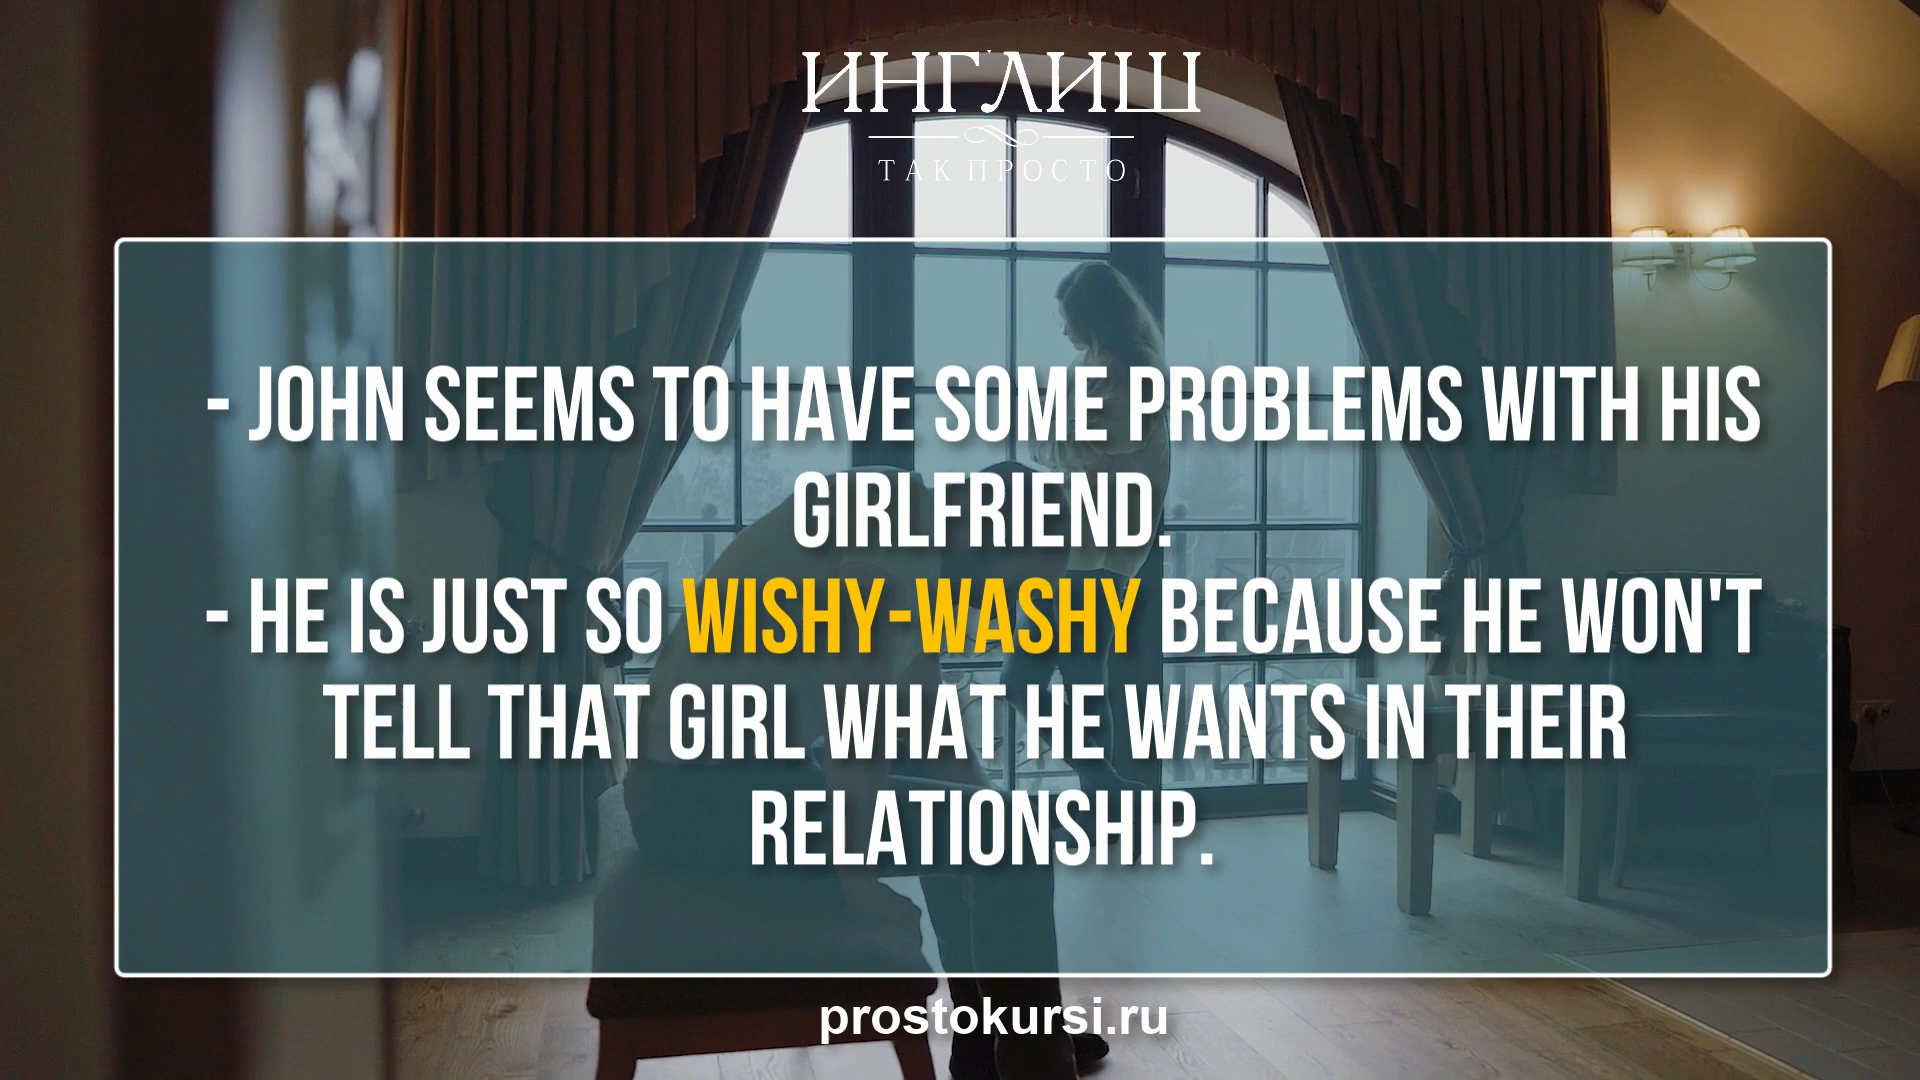 ИНГЛИШ
ТАК ПРОСТО
- JOHN SEEMS TO HAVE SOME PROBLEMS WITH HIS
GIRLFRIEND.
- HE IS JUST SO WISHY-WASHY BECAUSE HE WON'T
TELL THAT GIRL WHAT HE WANTS IN THEIR
RELATIONSHIP.
prostokursi.ru